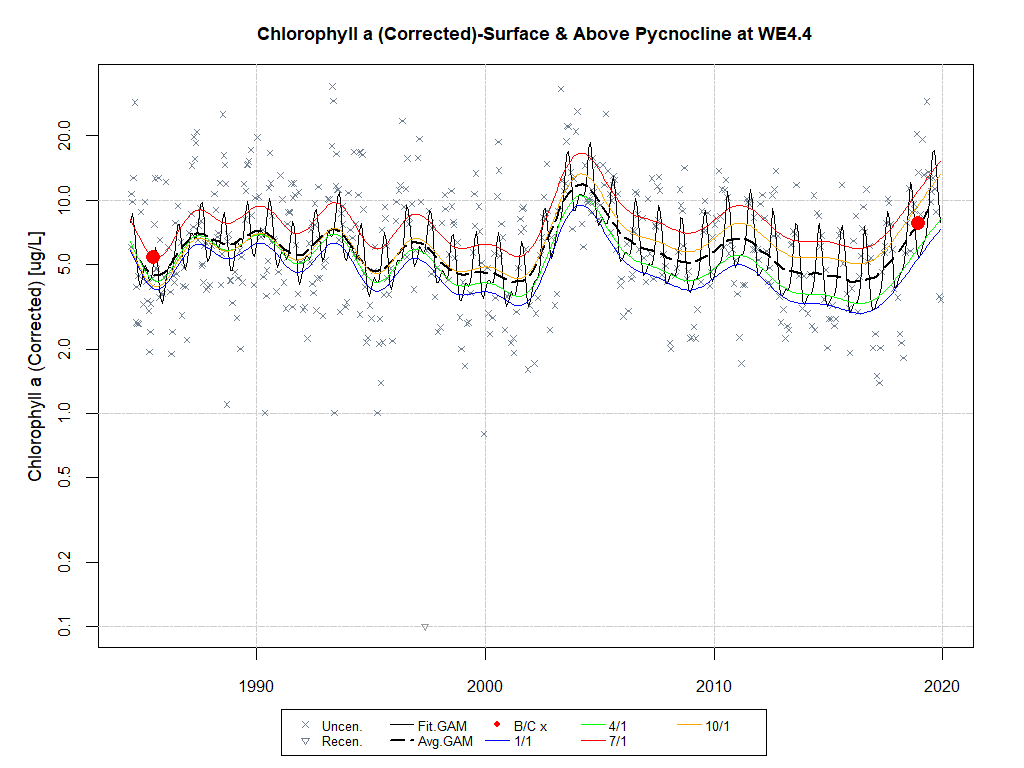 Chlorophyll a (Corrected)-Surface & Above Pycnocline at WE4.4
Chlorophyll a (Corrected) [ug/L]
20.0
10.0
5.0
2.0
1.0
0.5
0.2
0.1
1990 2000 2010 2020
Uncen. Fit.GAM B/C x 4/1 10/1
Recen. Avg.GAM 1/1 7/1